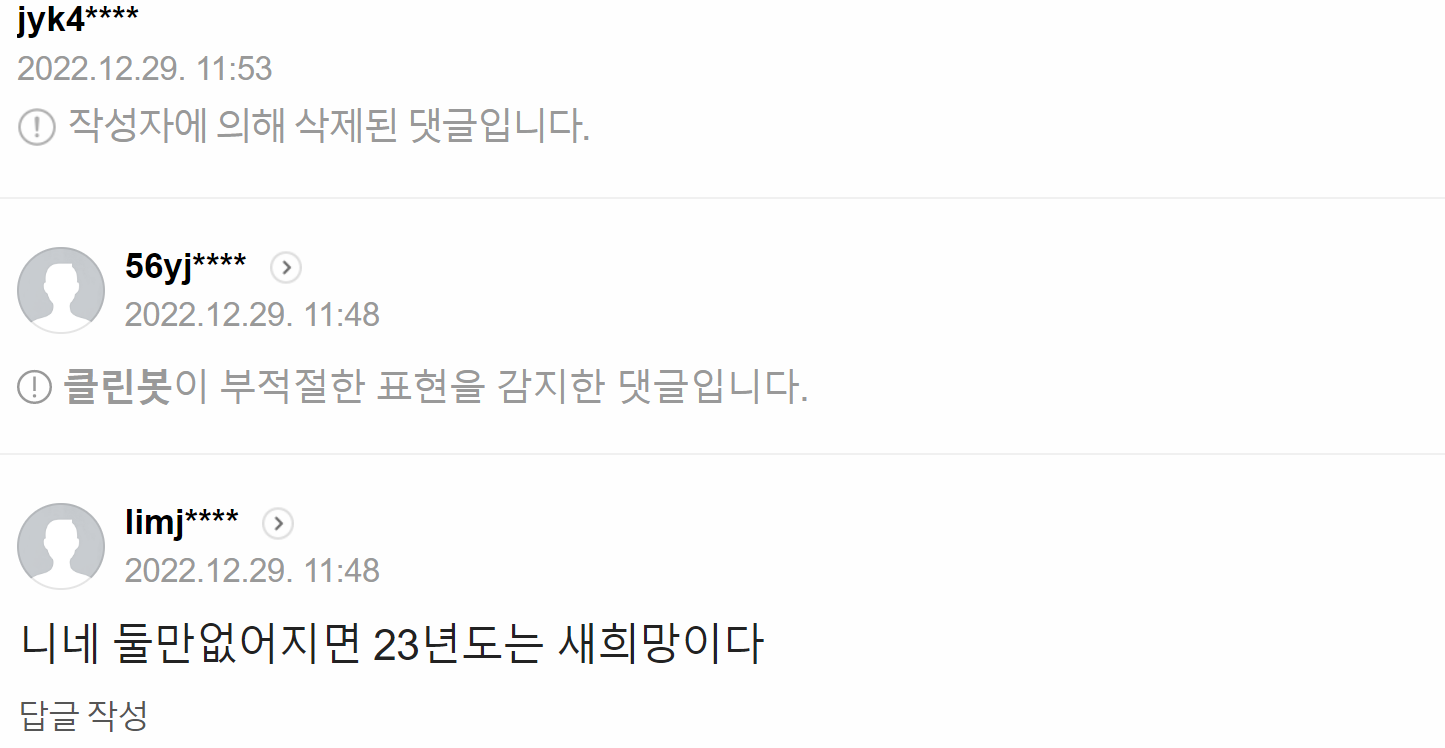 jyk4****
2022.12.29. 11:53
작성자에 의해 삭제된 댓글입니다.
56yj****
2022.12.29. 11:48
클린봇이 부적절한 표현을 감지한 댓글입니다.
limj****
2022.12.29. 11:48
니네 둘만없어지면 23년도는 새희망이다
답글 작성